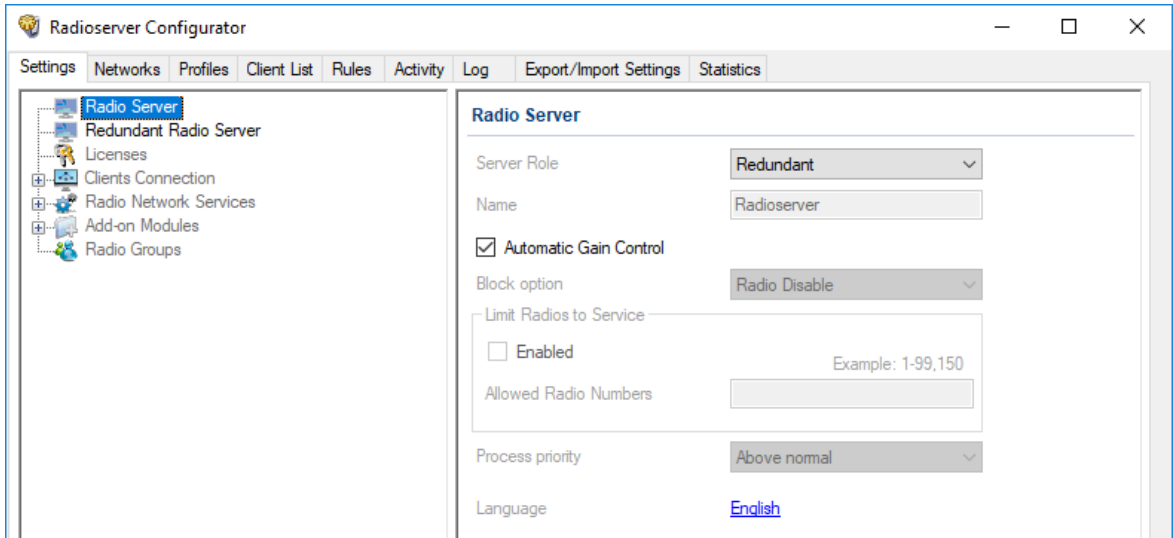 Radioserver Configurator
Settings Networks Profiles Client List Rules Activity Log Export/Import Settings Statistics
Radio Server
Redundant Radio Server
Licenses
Clients Connection
Radio Network Services
Add-on Modules
Radio Groups
Radio Server
Server Role Redundant
Name Radioserver
Automatic Gain Control
Block option Radio Disable
Limit Radios to Service
Enabled
Example: 1-99,150
Allowed Radio Numbers
Process priority Above normal
Language English